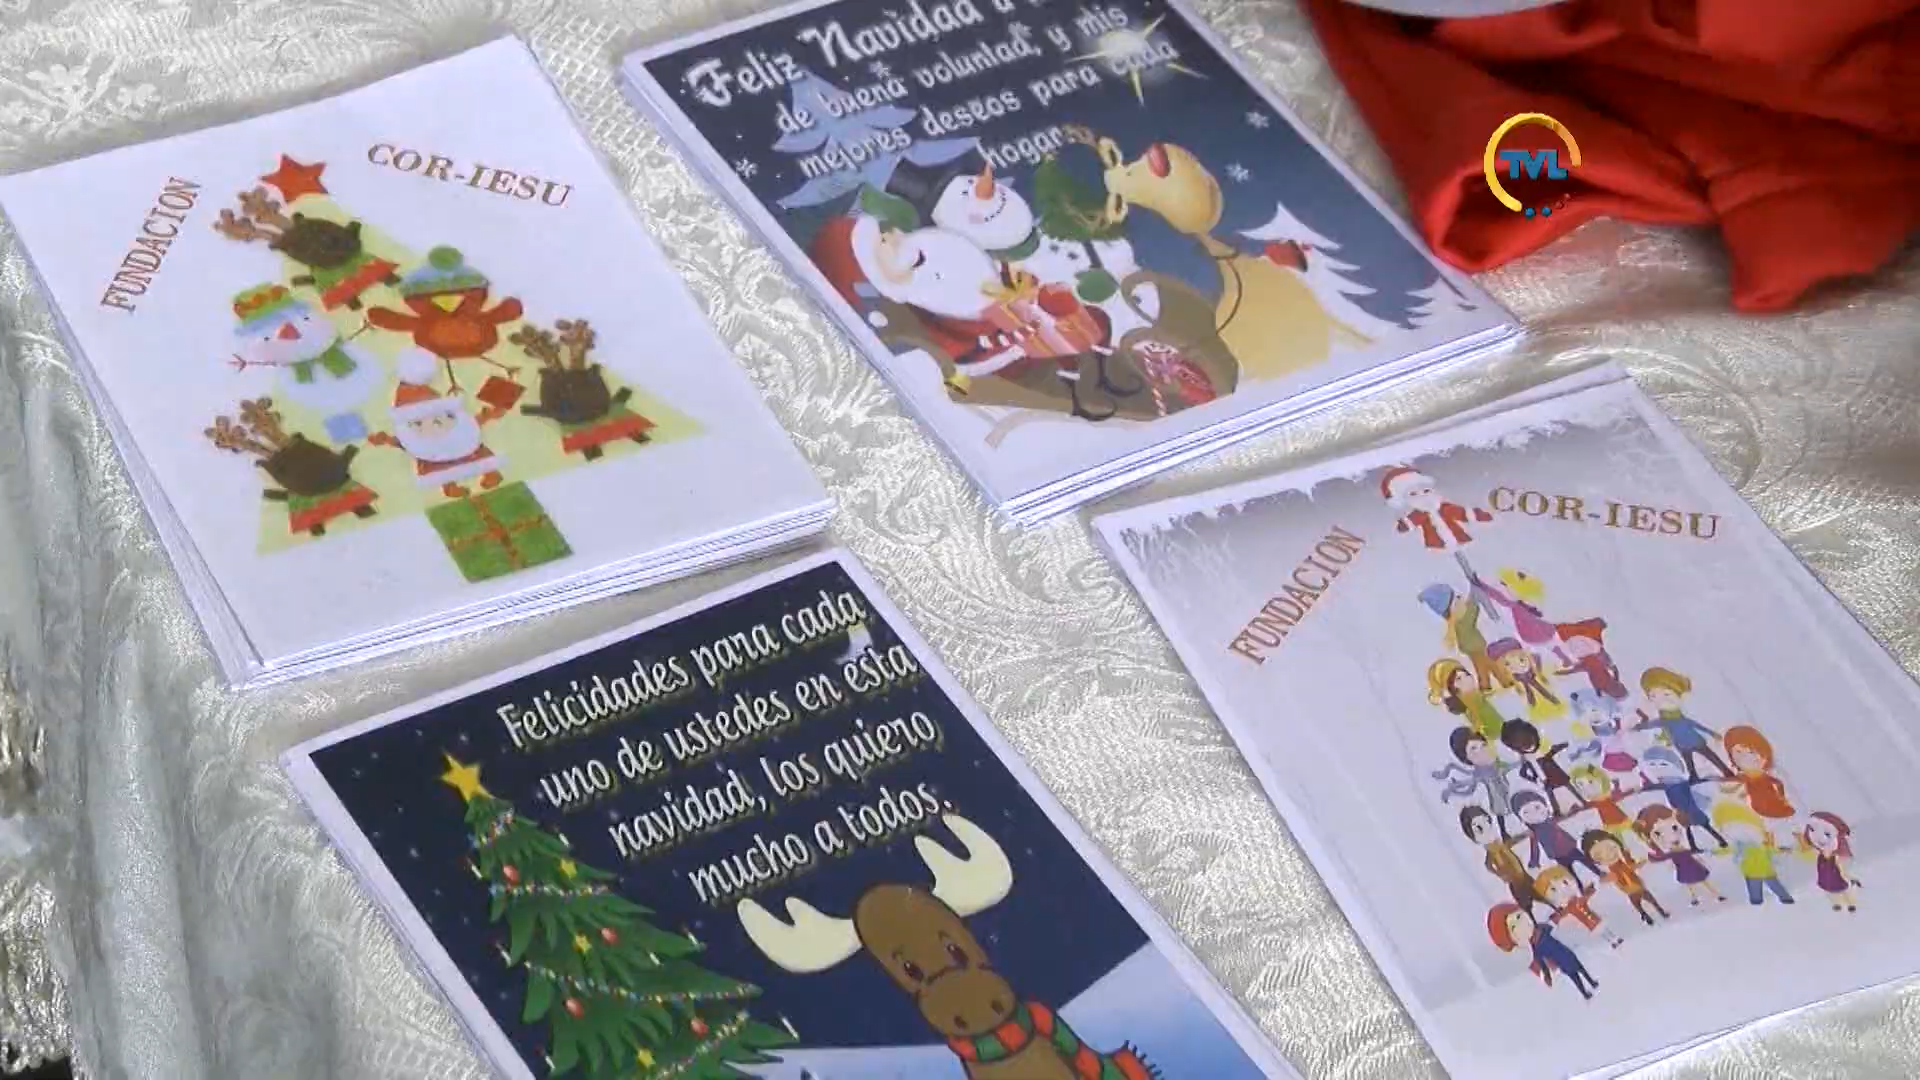 FUNDACION
COR-IESU
Feliz Navidad a
de buena voluntad, y mis
mejores deseos para cada
hogar
TVL
Felicidades para cada
uno de ustedes en esta
navidad, los quiero
mucho a todos.
FUNDACION
COR-IESU